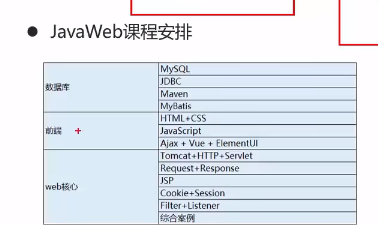 ● JavaWeb课程安排
数据库
MySQL
JDBC
Maven
MyBatis
前端
HTML+CSS
JavaScript
Ajax + Vue + ElementUI
web核心
Tomcat+HTTP+Servlet
Request+Response
JSP
Cookie+Session
Filter+Listener
综合案例